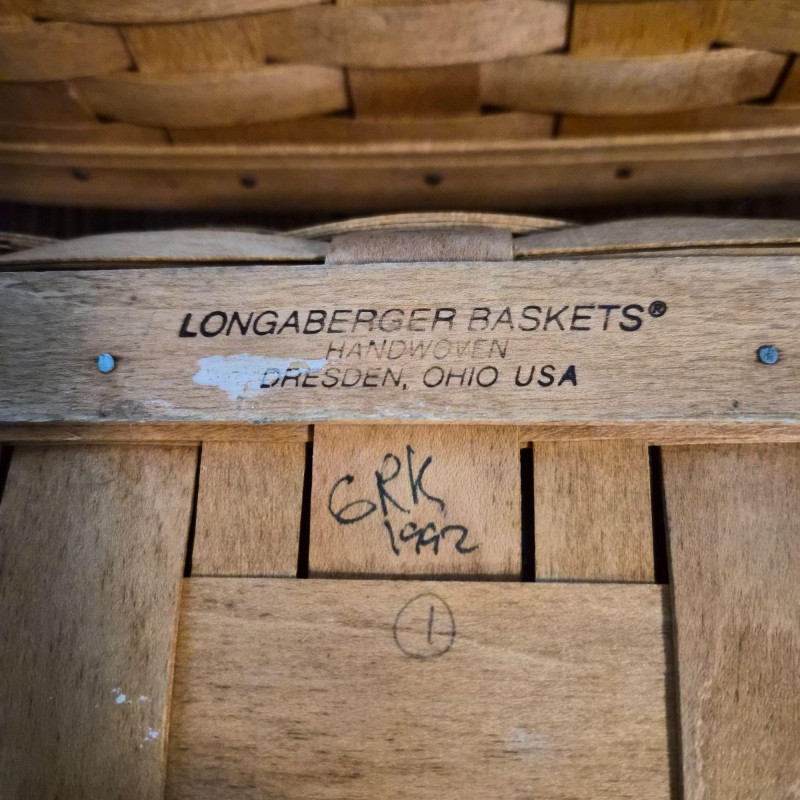 LONGABERGER BASKETS®
HANDWOVEN
DRESDEN, OHIO USA
GRK
1992
1